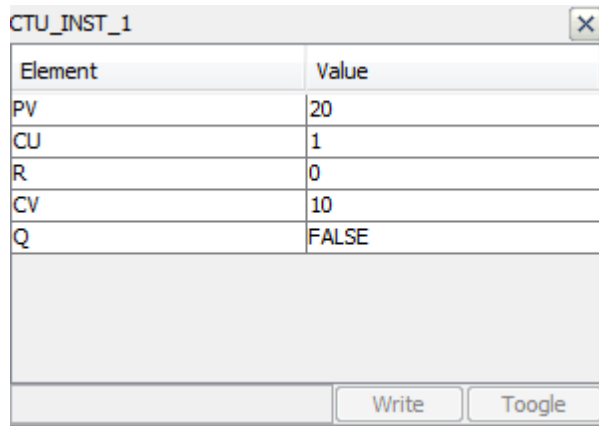 CTU_INST_1
Element Value
PV 20
CU 1
R 0
CV 10
Q FALSE
Write Toogle